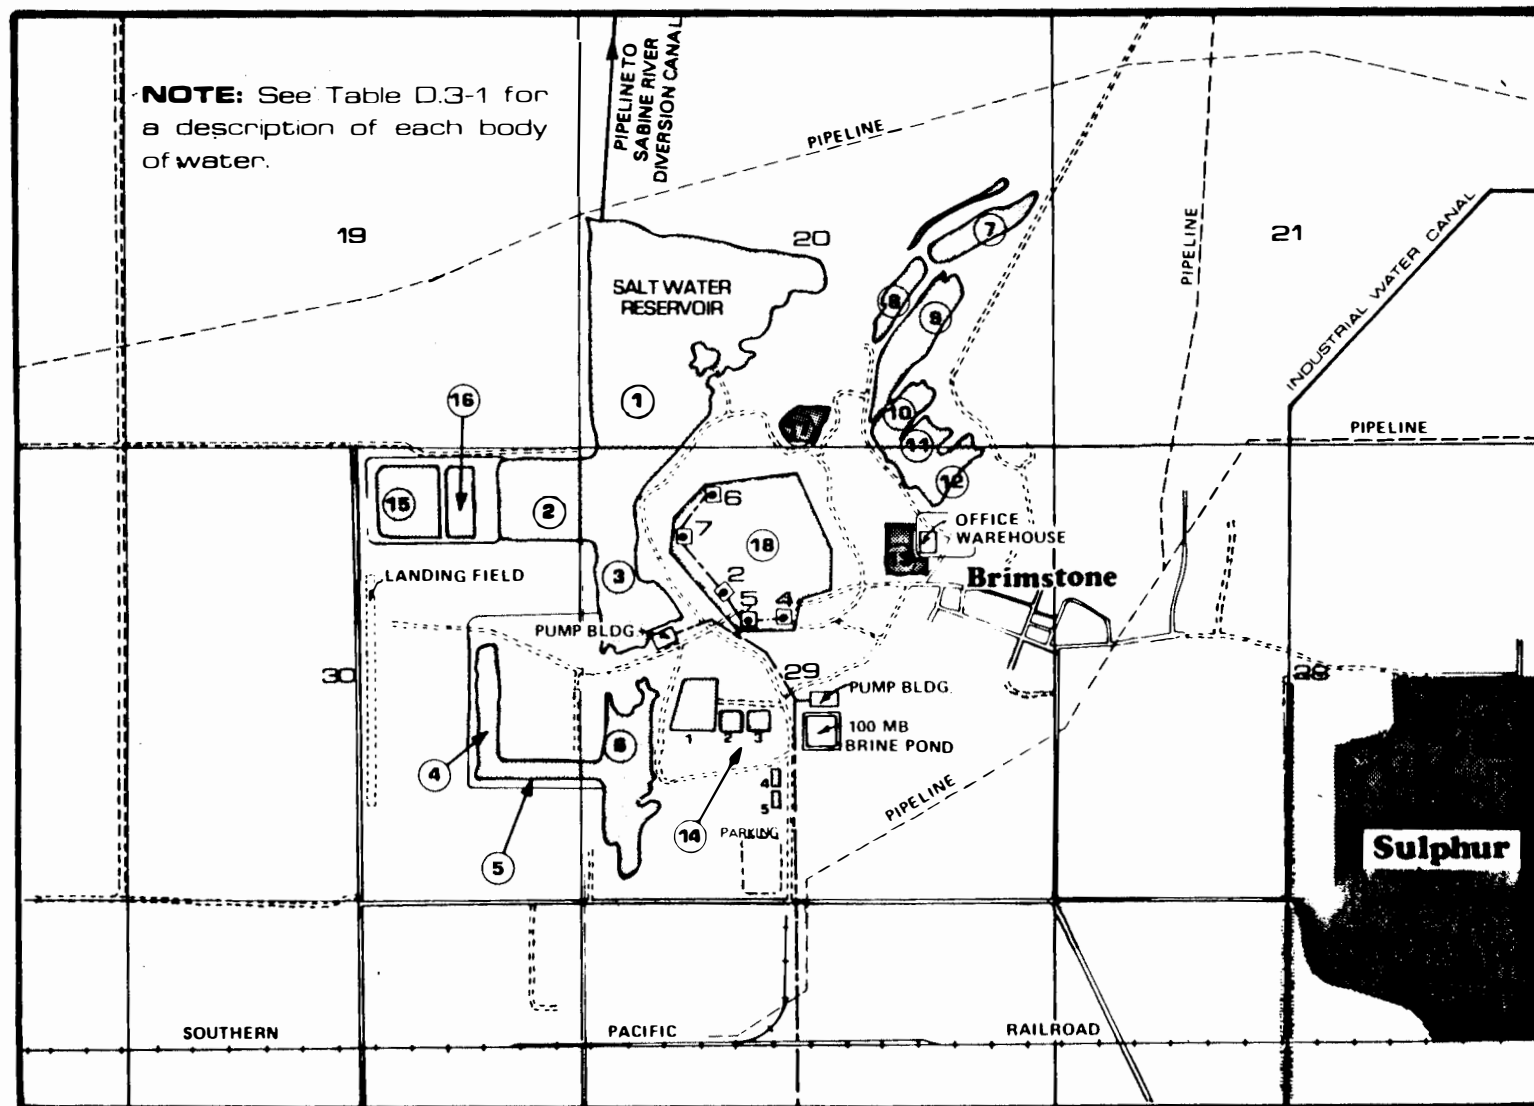 NOTE: See Table D.3-1 for
a description of each body
of water.
PIPELINE TO
SABINE RIVER
DIVERSION CANAL
PIPELINE
19
20
21
7
8
9
SALT WATER
RESERVOIR
PIPELINE
INDUSTRIAL WATER CANAL
1
16
10
11
17
12
PIPELINE
15
2
6
7
18
OFFICE
WAREHOUSE
13
3
LANDING FIELD
2
5
4
Brimstone
PUMP BLDG.
30
29
28
PUMP BLDG.
1
2
3
100 MB
BRINE POND
6
4
4
5
PIPELINE
5
14
PARKING
Sulphur
SOUTHERN
PACIFIC
RAILROAD